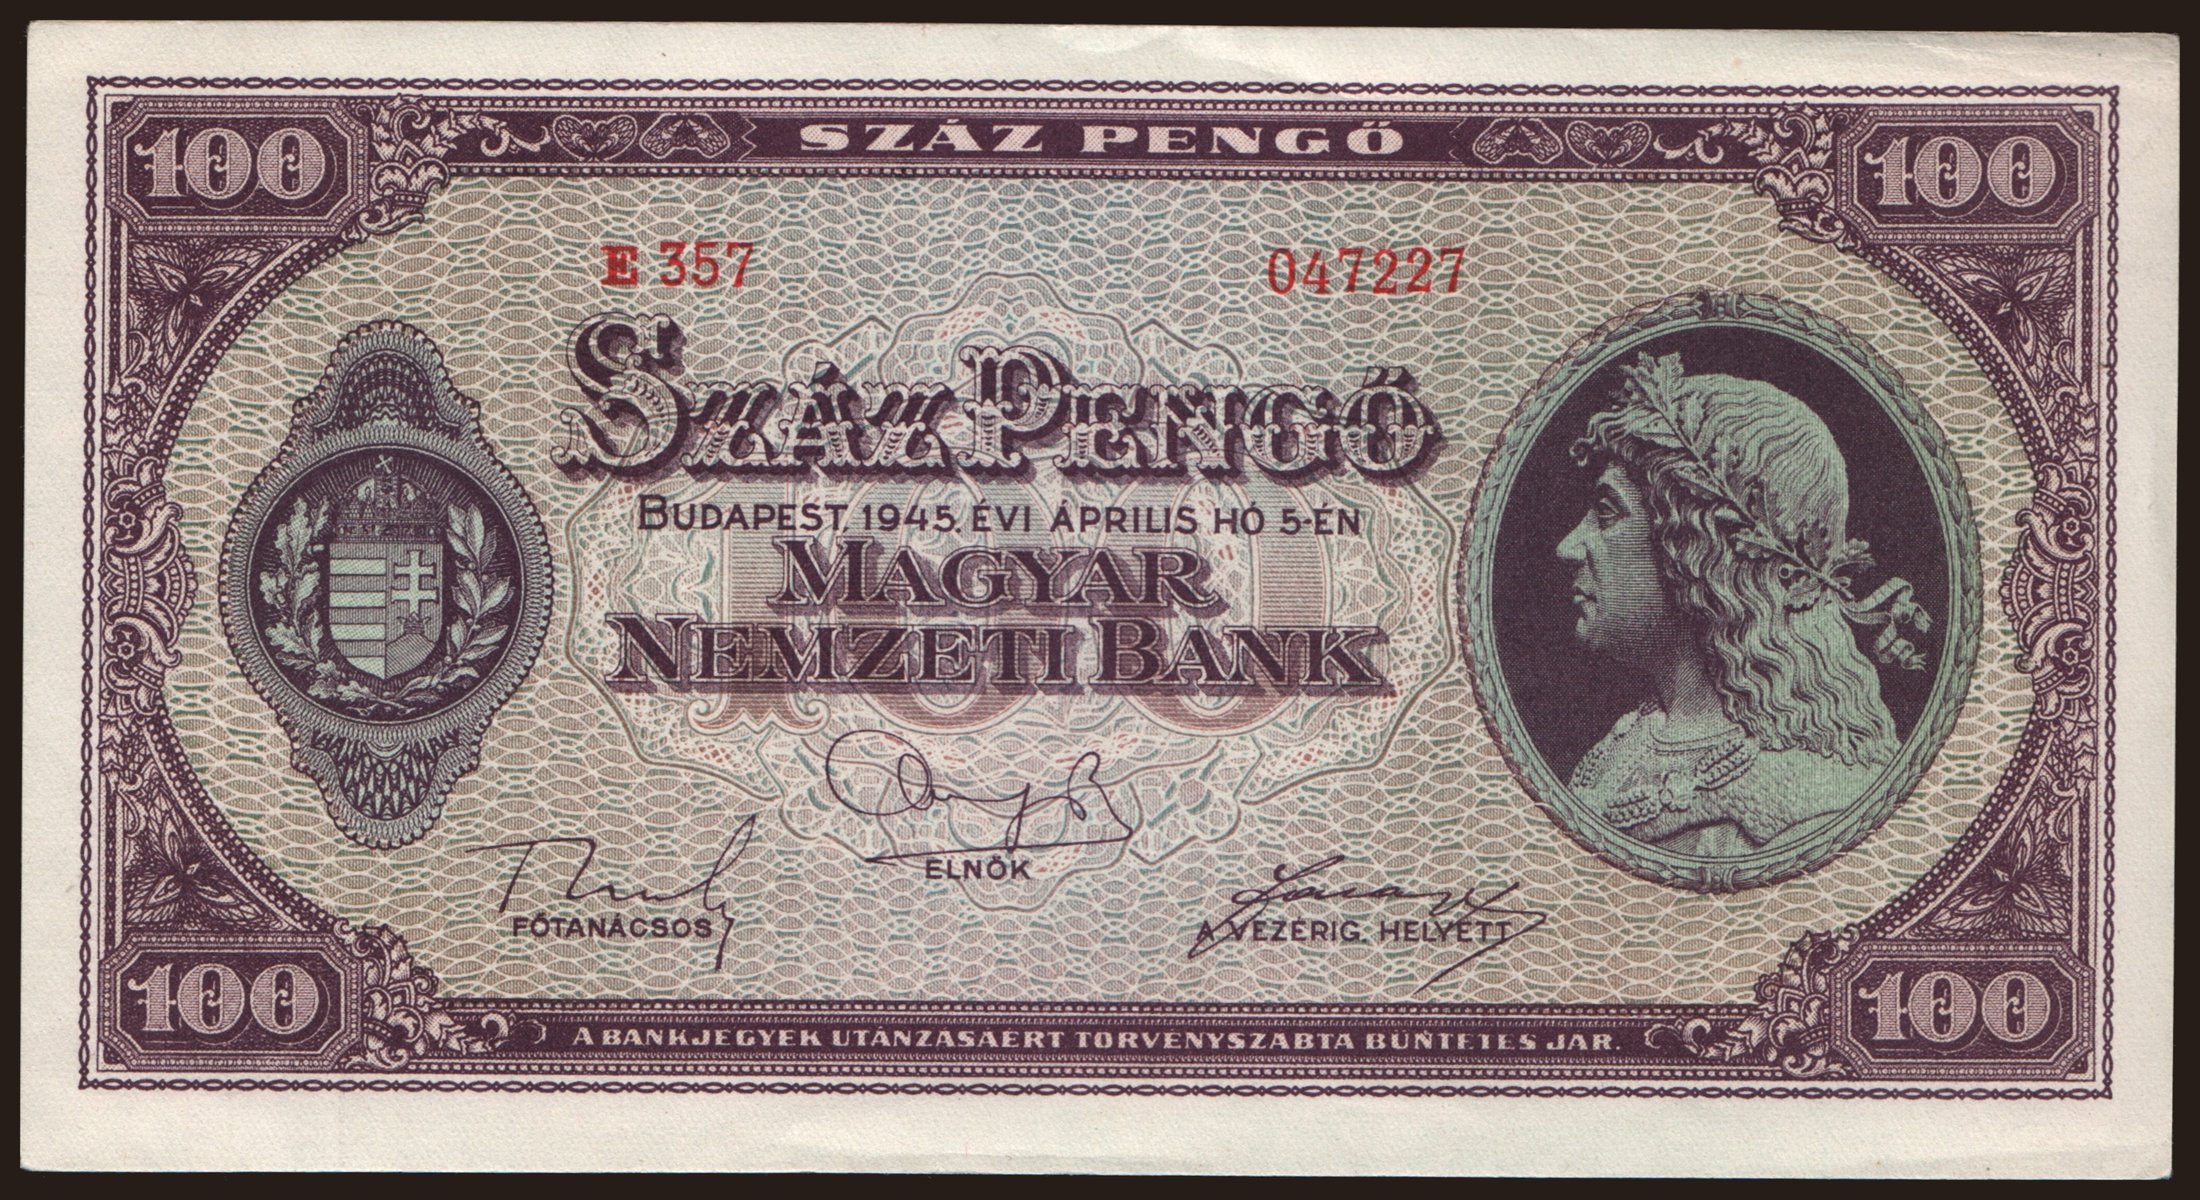 100 SZÁZ PENGŐ 100
E 357 047227
SZÁZ PENGŐ
BUDAPEST 1945. ÉVI ÁPRILIS HÓ 5-ÉN
MAGYAR
NEMZETI BANK
ELNÖK
FŐTANÁCSOS
A VEZÉRIG. HELYETT
100 A BANKJEGYEK UTÁNZÁSÁÉRT TÖRVÉNYSZABTA BÜNTETÉS JÁR. 100